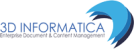 3D INFORMATICA
Enterprise Document & Content Management